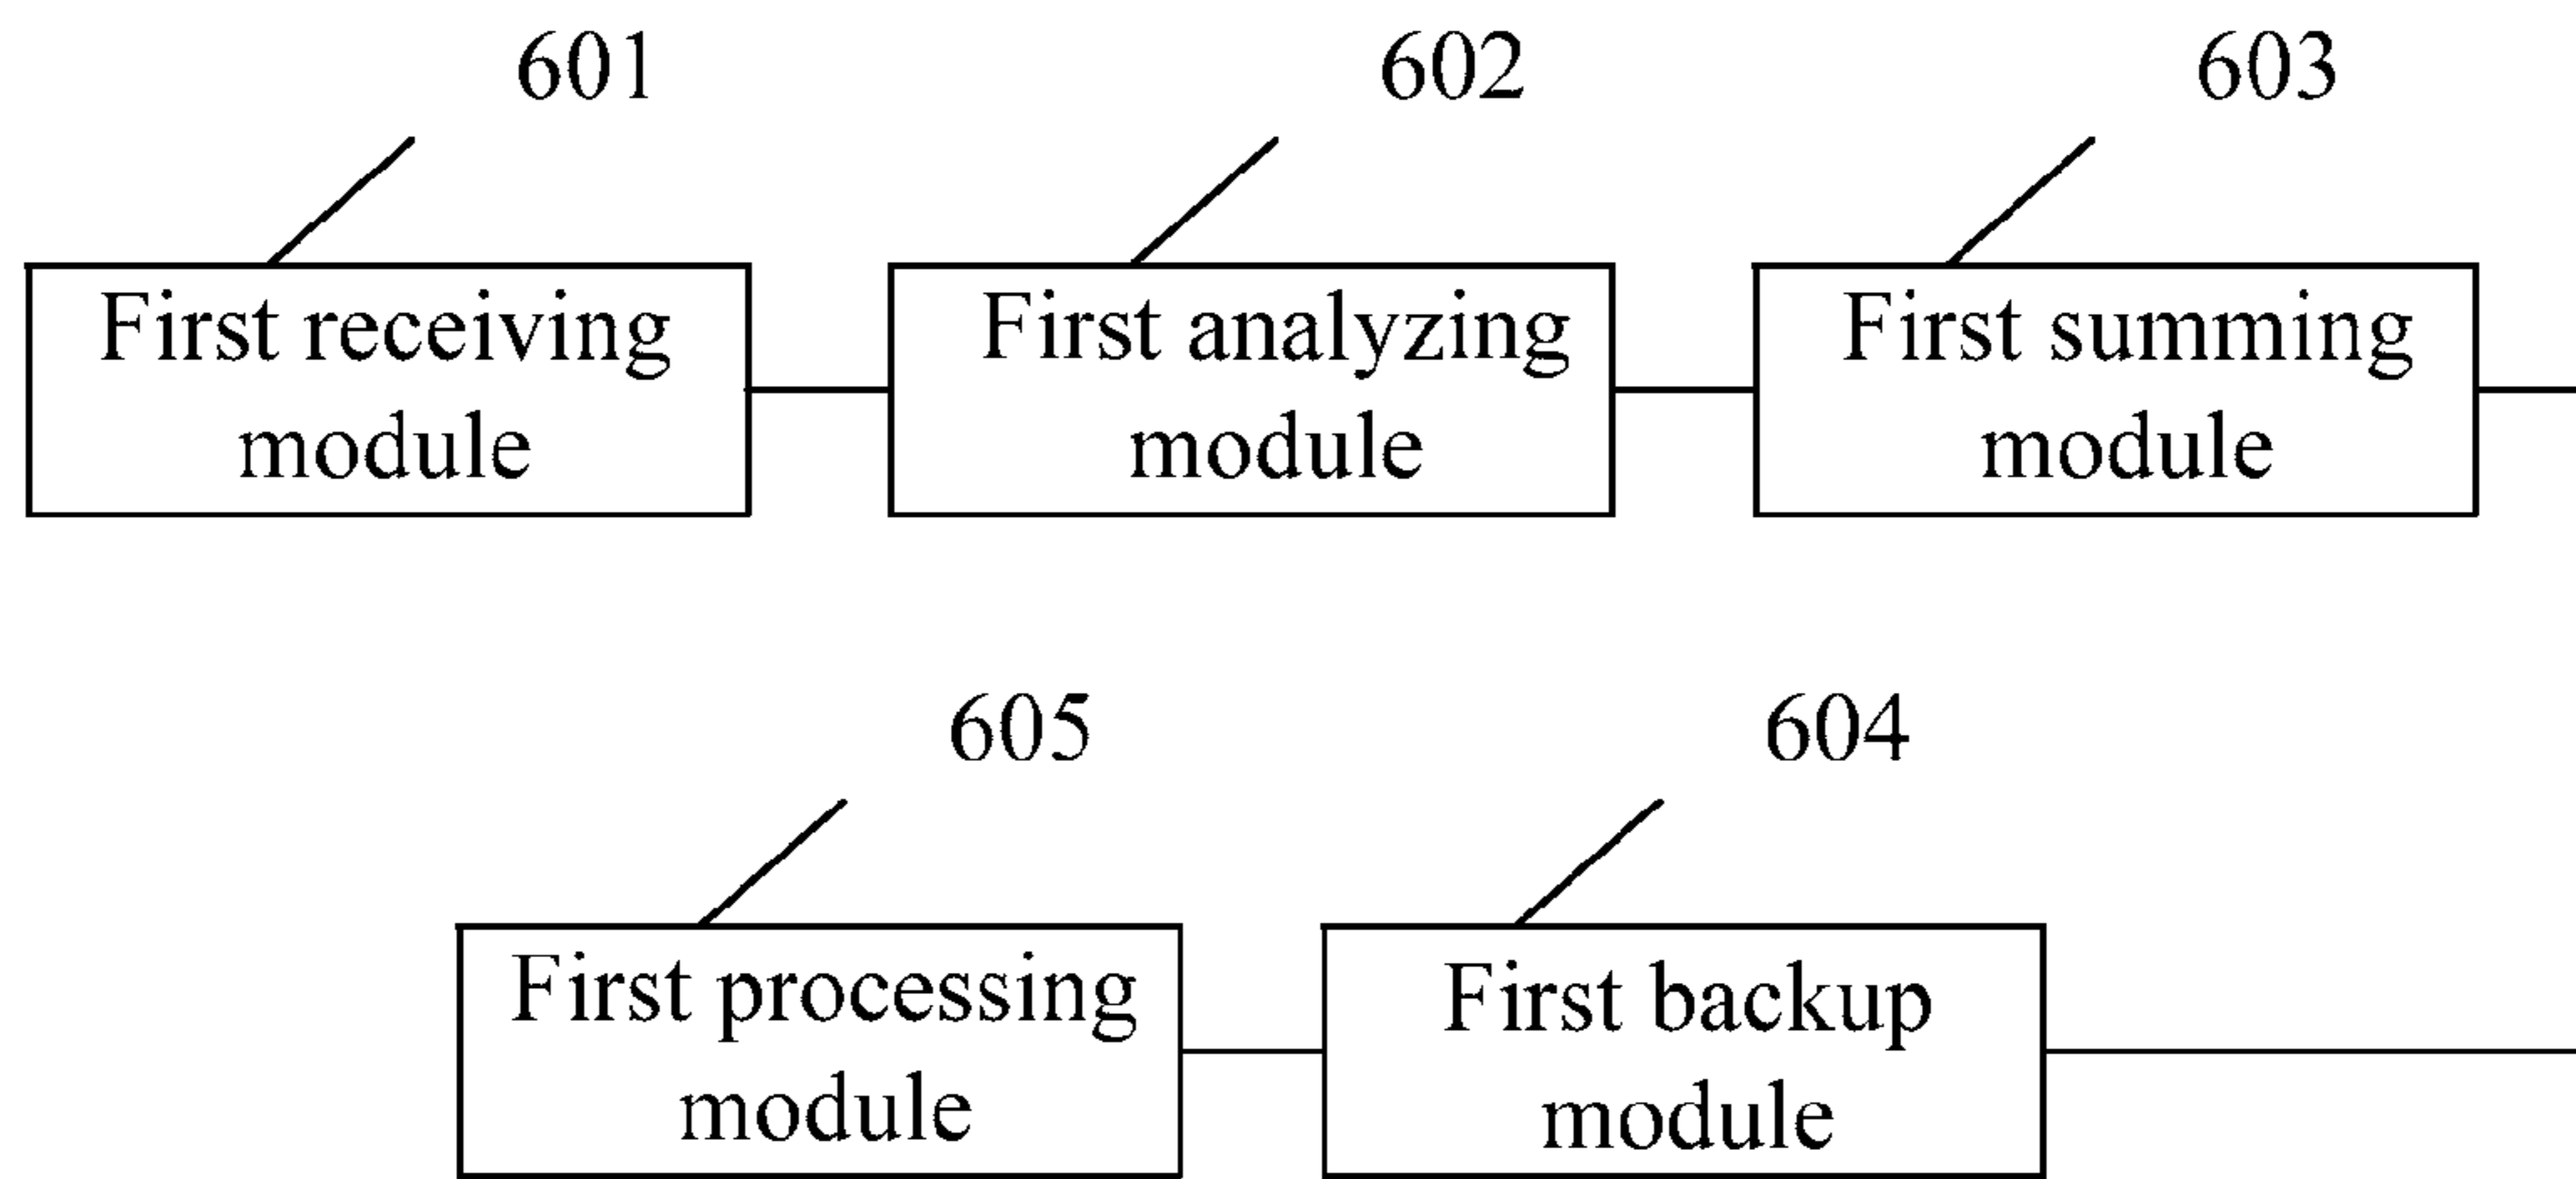 601
602
603
First receiving
module
First analyzing
module
First summing
module
605
604
First processing
module
First backup
module